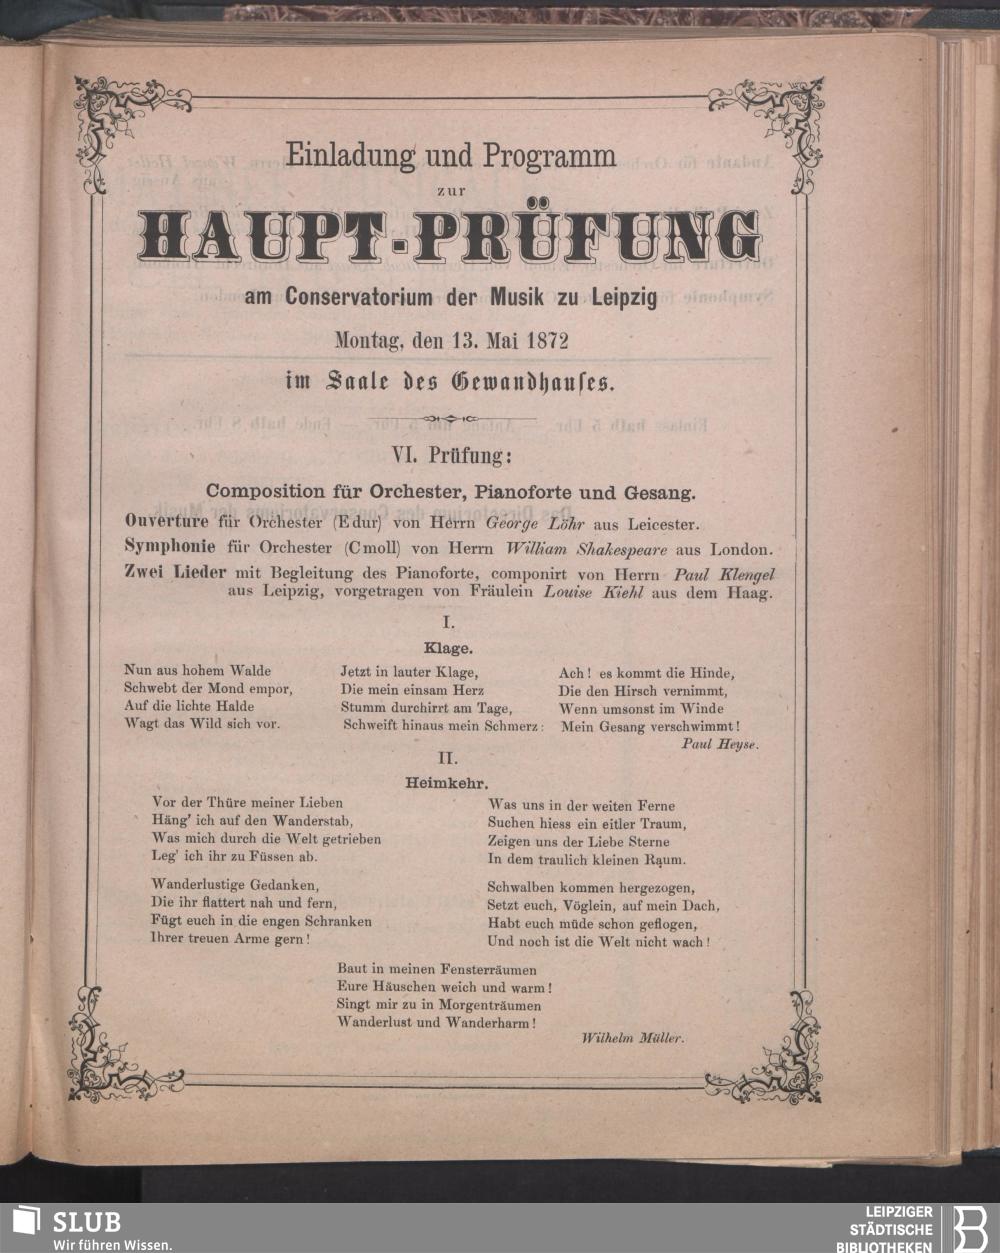 Einladung und Programm
zur
HAUPT-PRÜFUNG
am Conservatorium der Musik zu Leipzig
Montag, den 13. Mai 1872
im Saale des Gewandhauses.
VI. Prüfung:
Composition für Orchester, Pianoforte und Gesang.
Ouverture für Orchester (E dur) von Herrn George Löhr aus Leicester.
Symphonie für Orchester (C moll) von Herrn William Shakespeare aus London.
Zwei Lieder mit Begleitung des Pianoforte, componirt von Herrn Paul Klengel
aus Leipzig, vorgetragen von Fräulein Louise Kiehl aus dem Haag.
I.
Klage.
Nun aus hohem Walde
Schwebt der Mond empor,
Auf die lichte Halde
Wagt das Wild sich vor.
Jetzt in lauter Klage,
Die mein einsam Herz
Stumm durchirrt am Tage,
Schweift hinaus mein Schmerz:
Ach! es kommt die Hinde,
Die den Hirsch vernimmt,
Wenn umsonst im Winde
Mein Gesang verschwimmt!
Paul Heyse.
II.
Heimkehr.
Vor der Thüre meiner Lieben
Häng' ich auf den Wanderstab,
Was mich durch die Welt getrieben
Leg' ich ihr zu Füssen ab.
Wanderlustige Gedanken,
Die ihr flattert nah und fern,
Fügt euch in die engen Schranken
Ihrer treuen Arme gern!
Was uns in der weiten Ferne
Suchen hiess ein eitler Traum,
Zeigen uns der Liebe Sterne
In dem traulich kleinen Raum.
Schwalben kommen hergezogen,
Setzt euch, Vöglein, auf mein Dach,
Habt euch müde schon geflogen,
Und noch ist die Welt nicht wach!
Baut in meinen Fensterräumen
Eure Häuschen weich und warm!
Singt mir zu in Morgenträumen
Wanderlust und Wanderharm!
Wilhelm Müller.
SLUB
Wir führen Wissen.
LEIPZIGER
STÄDTISCHE
BIBLIOTHEKEN